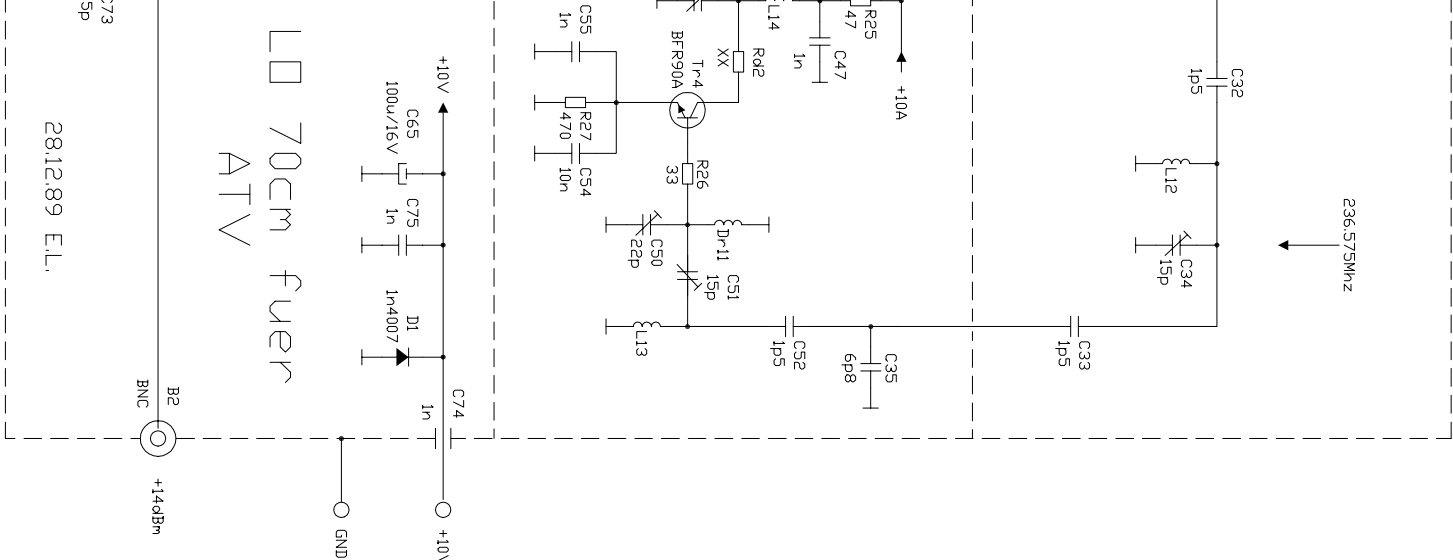 C73
5p
LO 70cm fuer
ATV
28.12.89 E.L.
+10V
C65
100u/16V
C75
1n
D1
1n4007
C74
1n
B2
BNC
+14dBm
GND
+10V
C55
1n
R27
470
C54
10n
Tr4
BFR90A
Rd2
XX
L14
R25
47
C47
1n
+10A
R26
33
C50
22p
Dr11
C51
15p
L13
C52
1p5
C35
6p8
C33
1p5
C32
1p5
L12
C34
15p
236.575Mhz